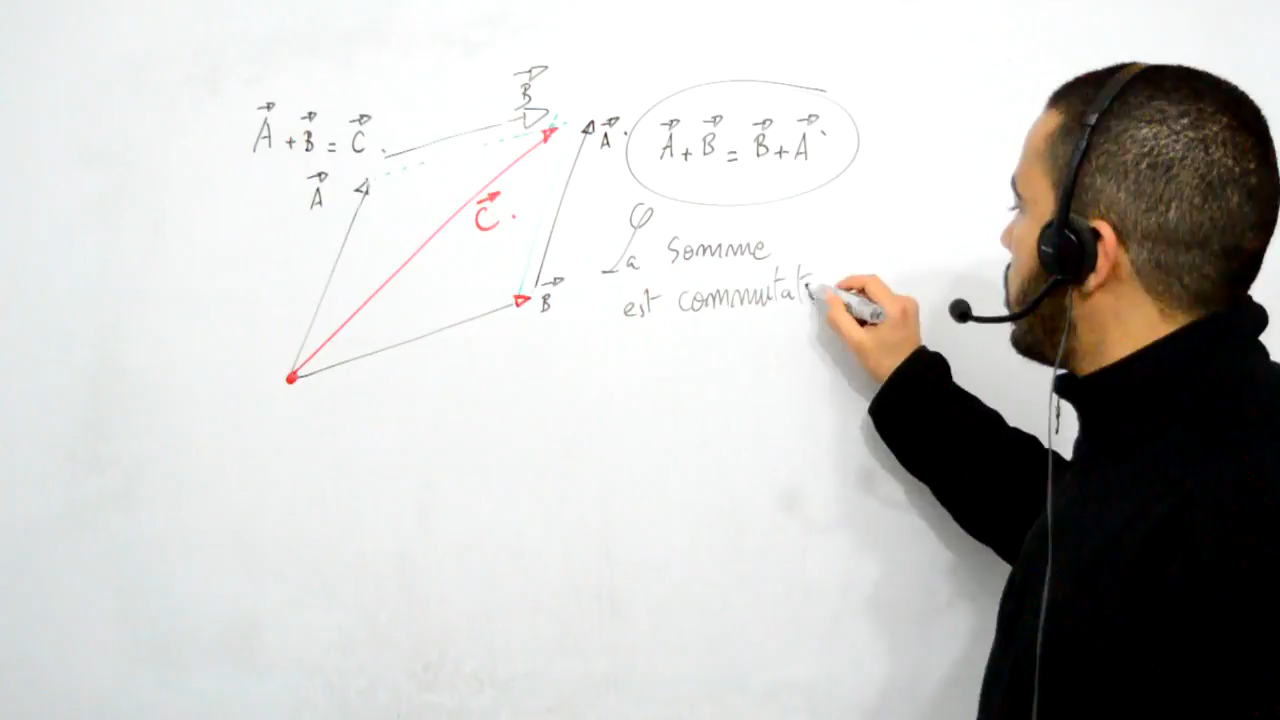 B⃗
A⃗ + B⃗ = C⃗.
A⃗.
A⃗ + B⃗ = B⃗ + A⃗
A⃗
C⃗.
La somme
est commutat
B⃗